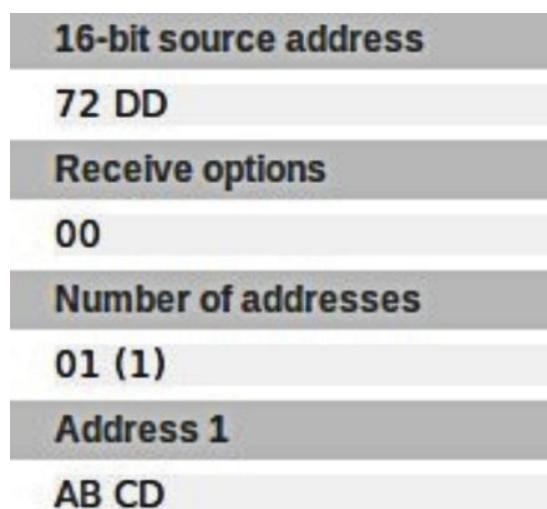 16-bit source address
72 DD
Receive options
00
Number of addresses
01 (1)
Address 1
AB CD